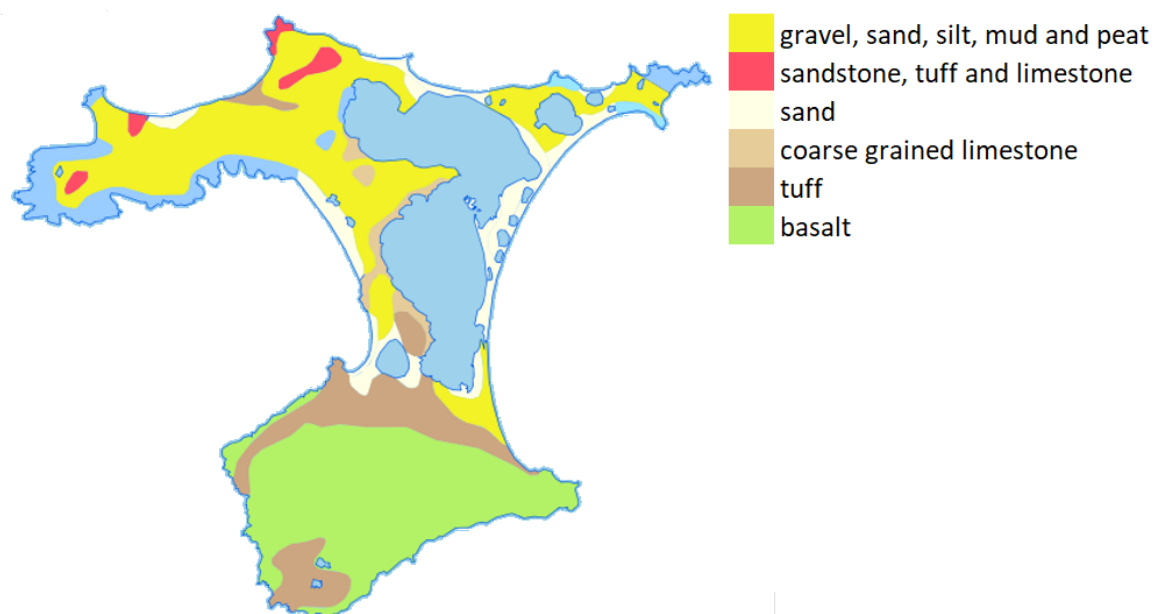 gravel, sand, silt, mud and peat
sandstone, tuff and limestone
sand
coarse grained limestone
tuff
basalt